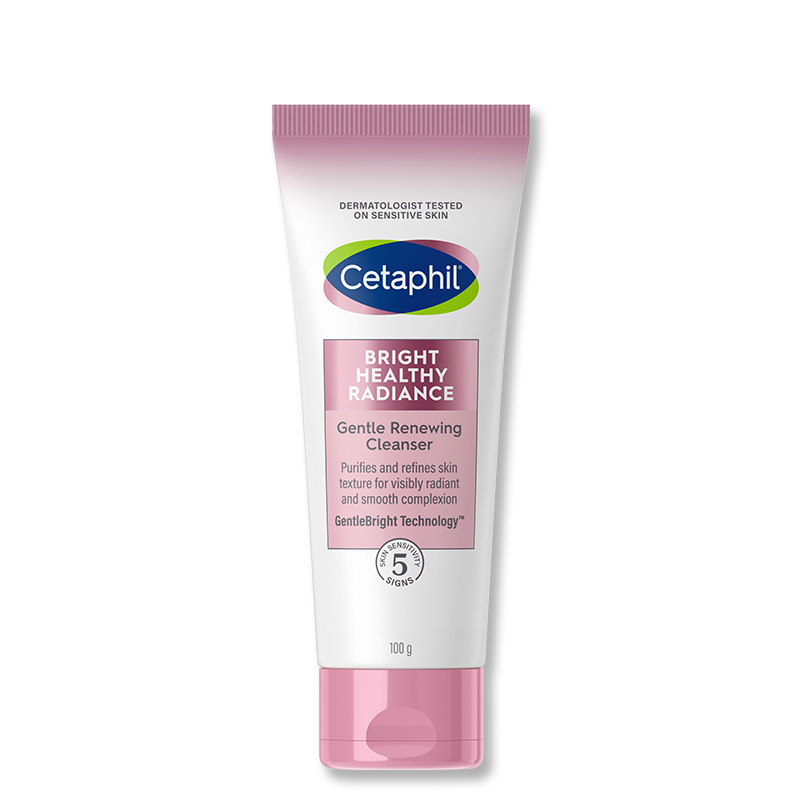 DERMATOLOGIST TESTED
ON SENSITIVE SKIN
Cetaphil®
BRIGHT
HEALTHY
RADIANCE
Gentle Renewing
Cleanser
Purifies and refines skin
texture for visibly radiant
and smooth complexion
GentleBright Technology™
SKIN SENSITIVITY
5
SIGNS
100 g